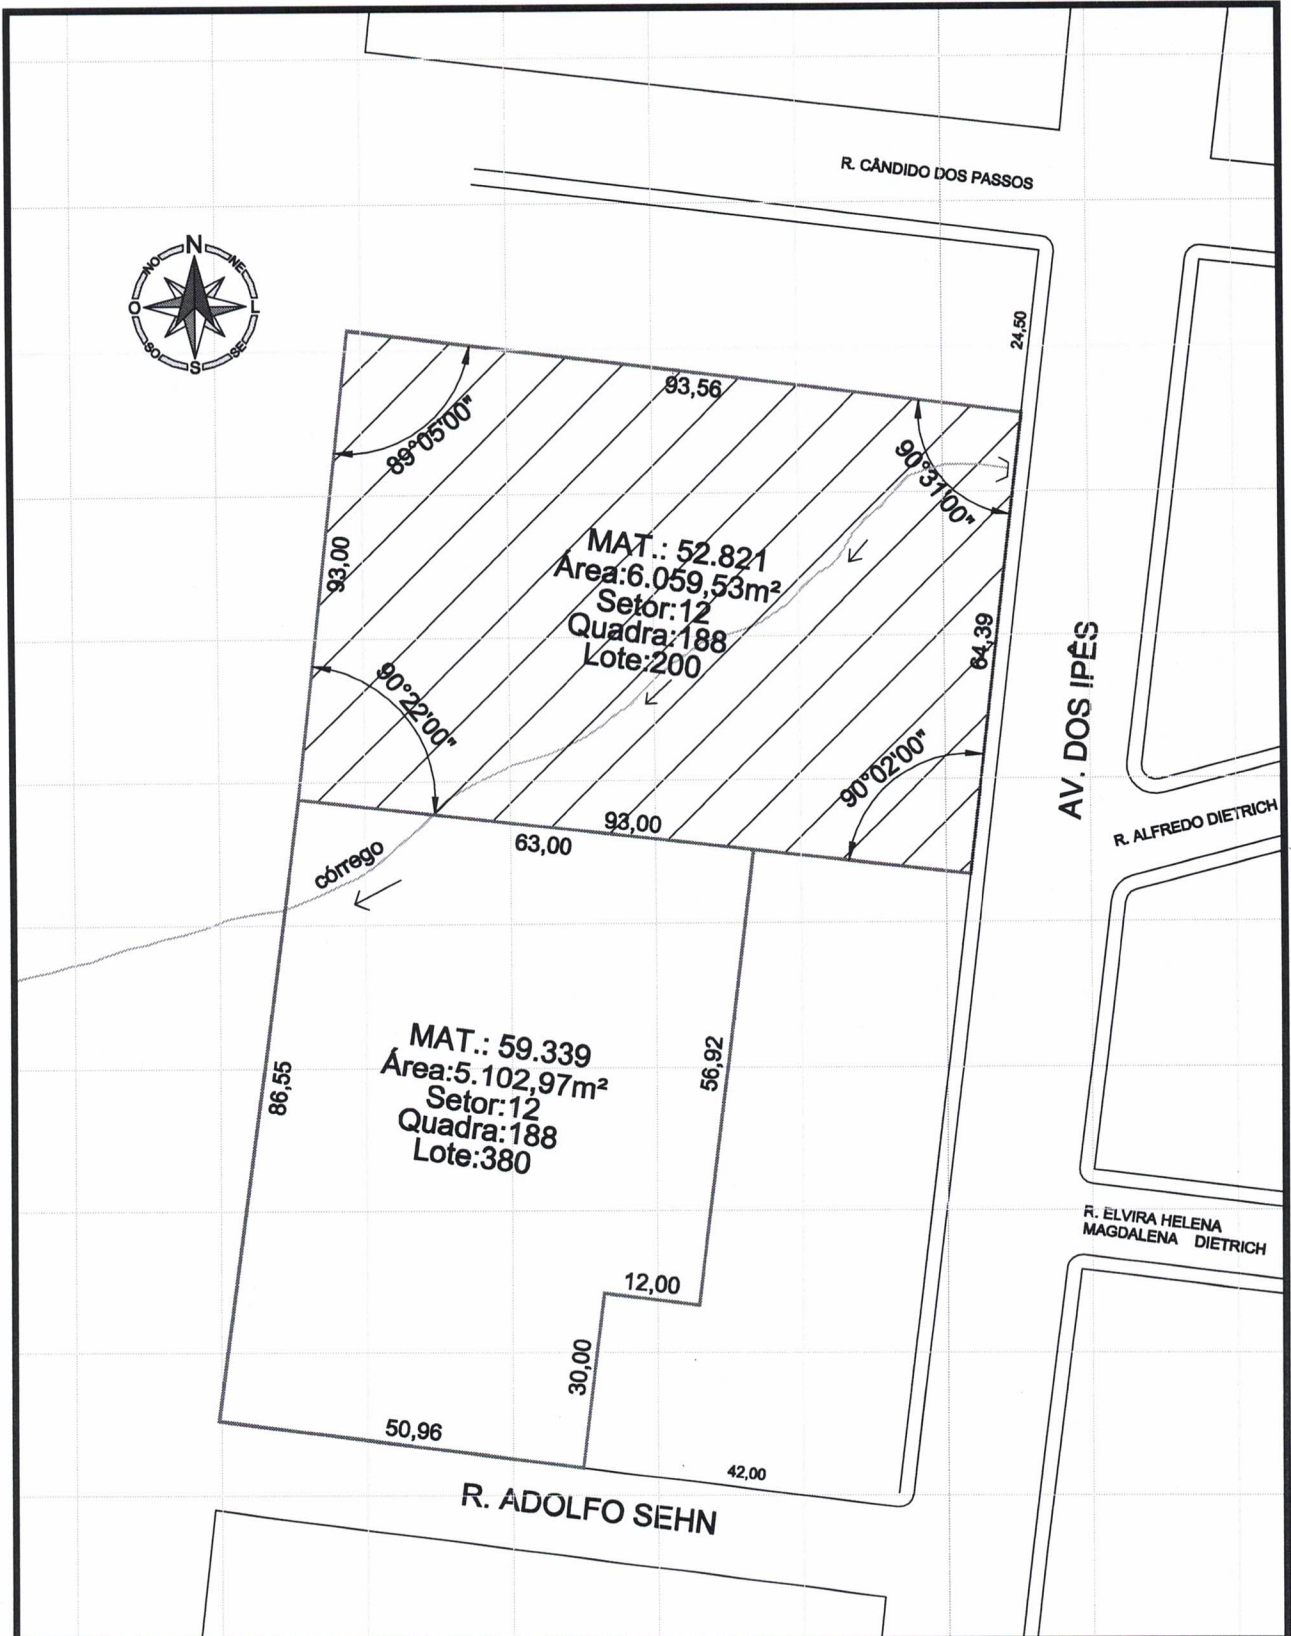 R. CÂNDIDO DOS PASSOS
N
NO
NE
O
L
SO
SE
S
24,50
93,56
89°05'00"
90°31'00"
MAT.: 52.821
Área:6.059,53m²
Setor:12
Quadra:188
Lote:200
93,00
64,39
90°22'00"
90°02'00"
AV. DOS IPÊS
R. ALFREDO DIETRICH
93,00
63,00
córrego
MAT.: 59.339
Área:5.102,97m²
Setor:12
Quadra:188
Lote:380
86,55
56,92
R. ELVIRA HELENA
MAGDALENA DIETRICH
12,00
30,00
50,96
42,00
R. ADOLFO SEHN